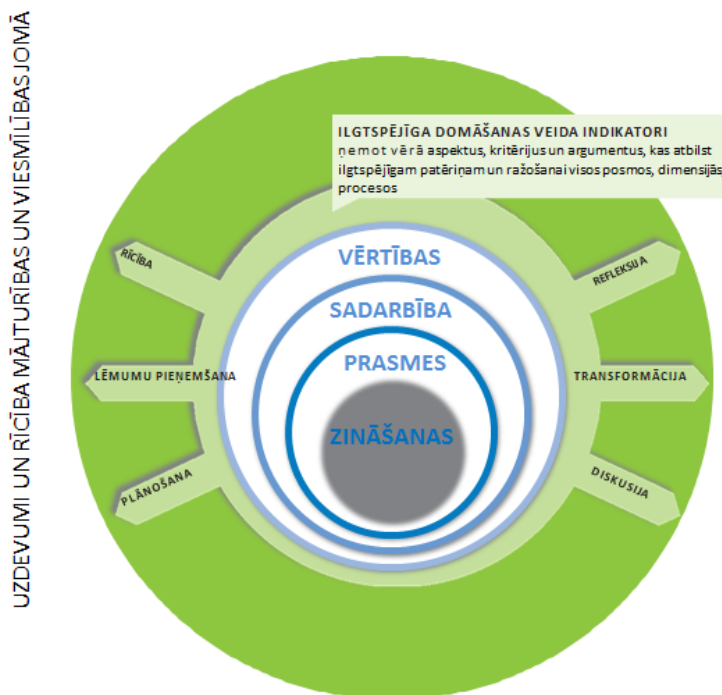 UZDEVUMI UN RĪCĪBA MĀJTURĪBAS UN VIESMĪLĪBAS JOMĀ
ILGTSPĒJĪGA DOMĀŠANAS VEIDA INDIKATORI
ņemot vērā aspektus, kritērijus un argumentus, kas atbilst
ilgtspējīgam patēriņam un ražošanai visos posmos, dimensijās
procesos
VĒRTĪBAS
RĪCĪBA
REFLEKSIJA
SADARBĪBA
PRASMES
LĒMUMU PIEŅEMŠANA
TRANSFORMĀCIJA
ZINĀŠANAS
PLĀNOŠANA
DISKUSIJA